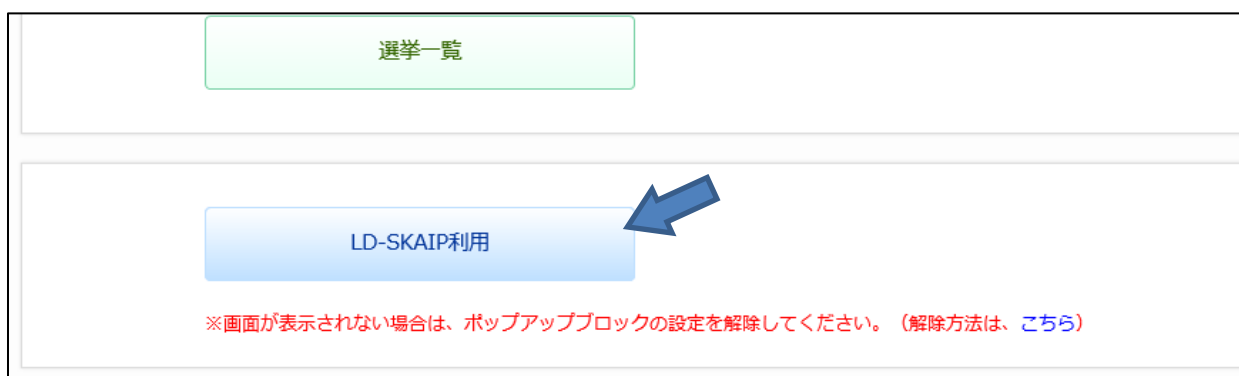 選挙一覧
LD-SKAIP利用
※画面が表示されない場合は、ポップアップブロックの設定を解除してください。（解除方法は、こちら）